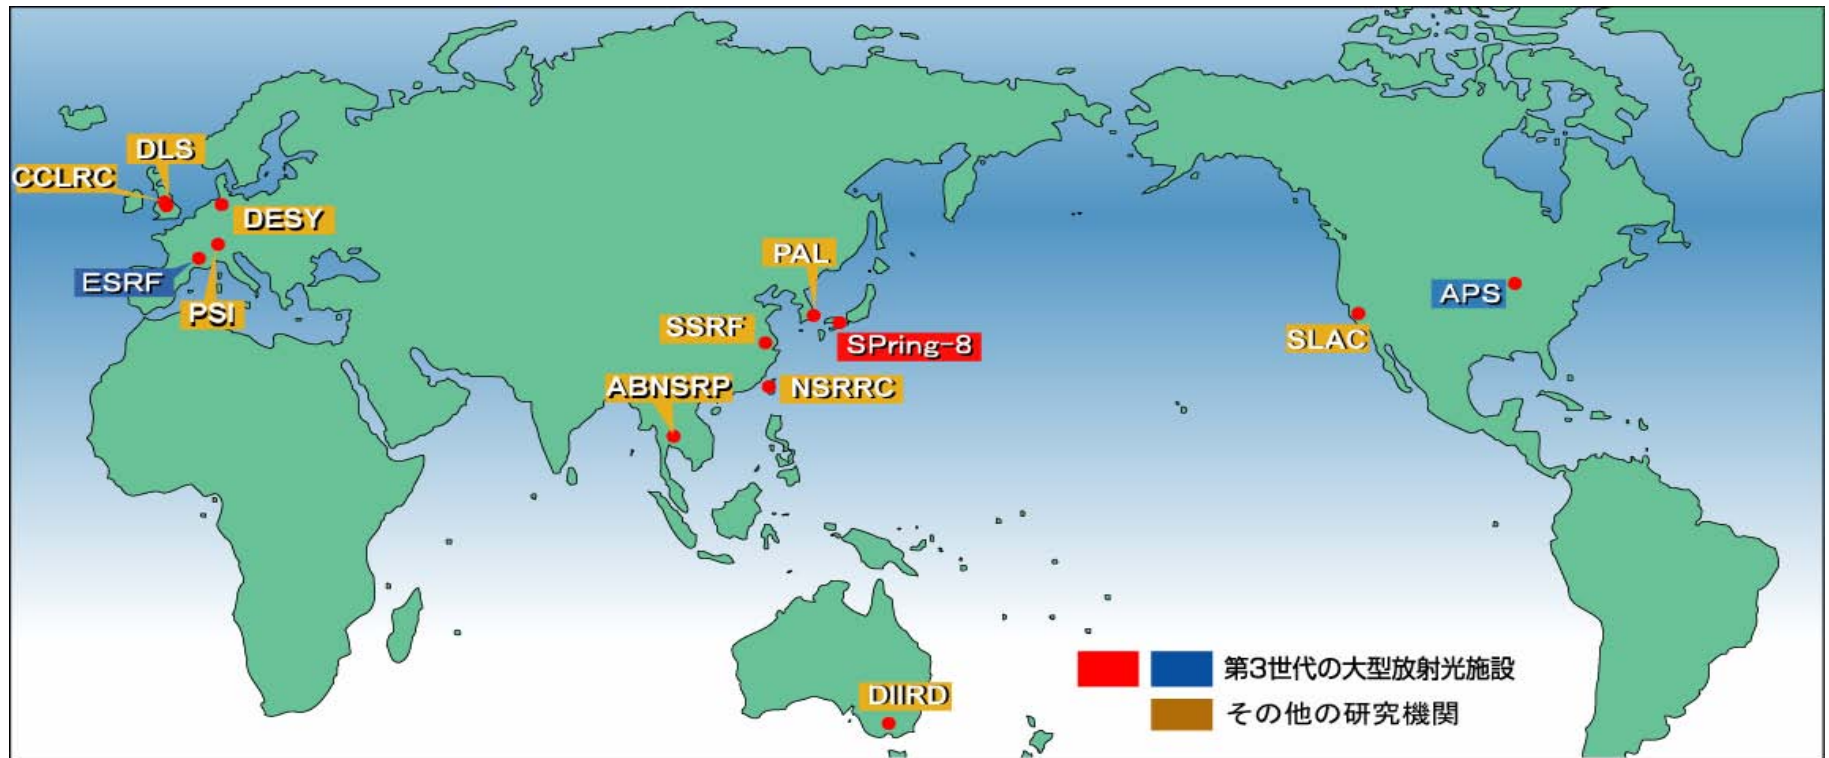 DLS
CCLRC
DESY
ESRF
PSI
PAL
SSRF
SPring-8
ABNSRP
NSRRC
APS
SLAC
DIIRD
第3世代の大型放射光施設
その他の研究機関